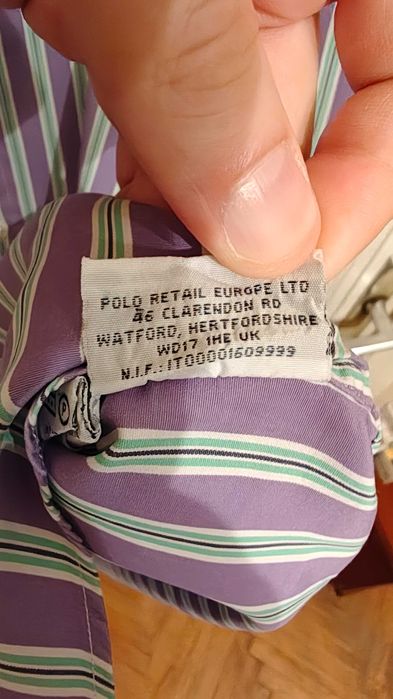 POLO RETAIL EUROPE LTD
46 CLARENDON RD
WATFORD, HERTFORDSHIRE
WD17 1HE UK
N.I.F.: IT00001609999